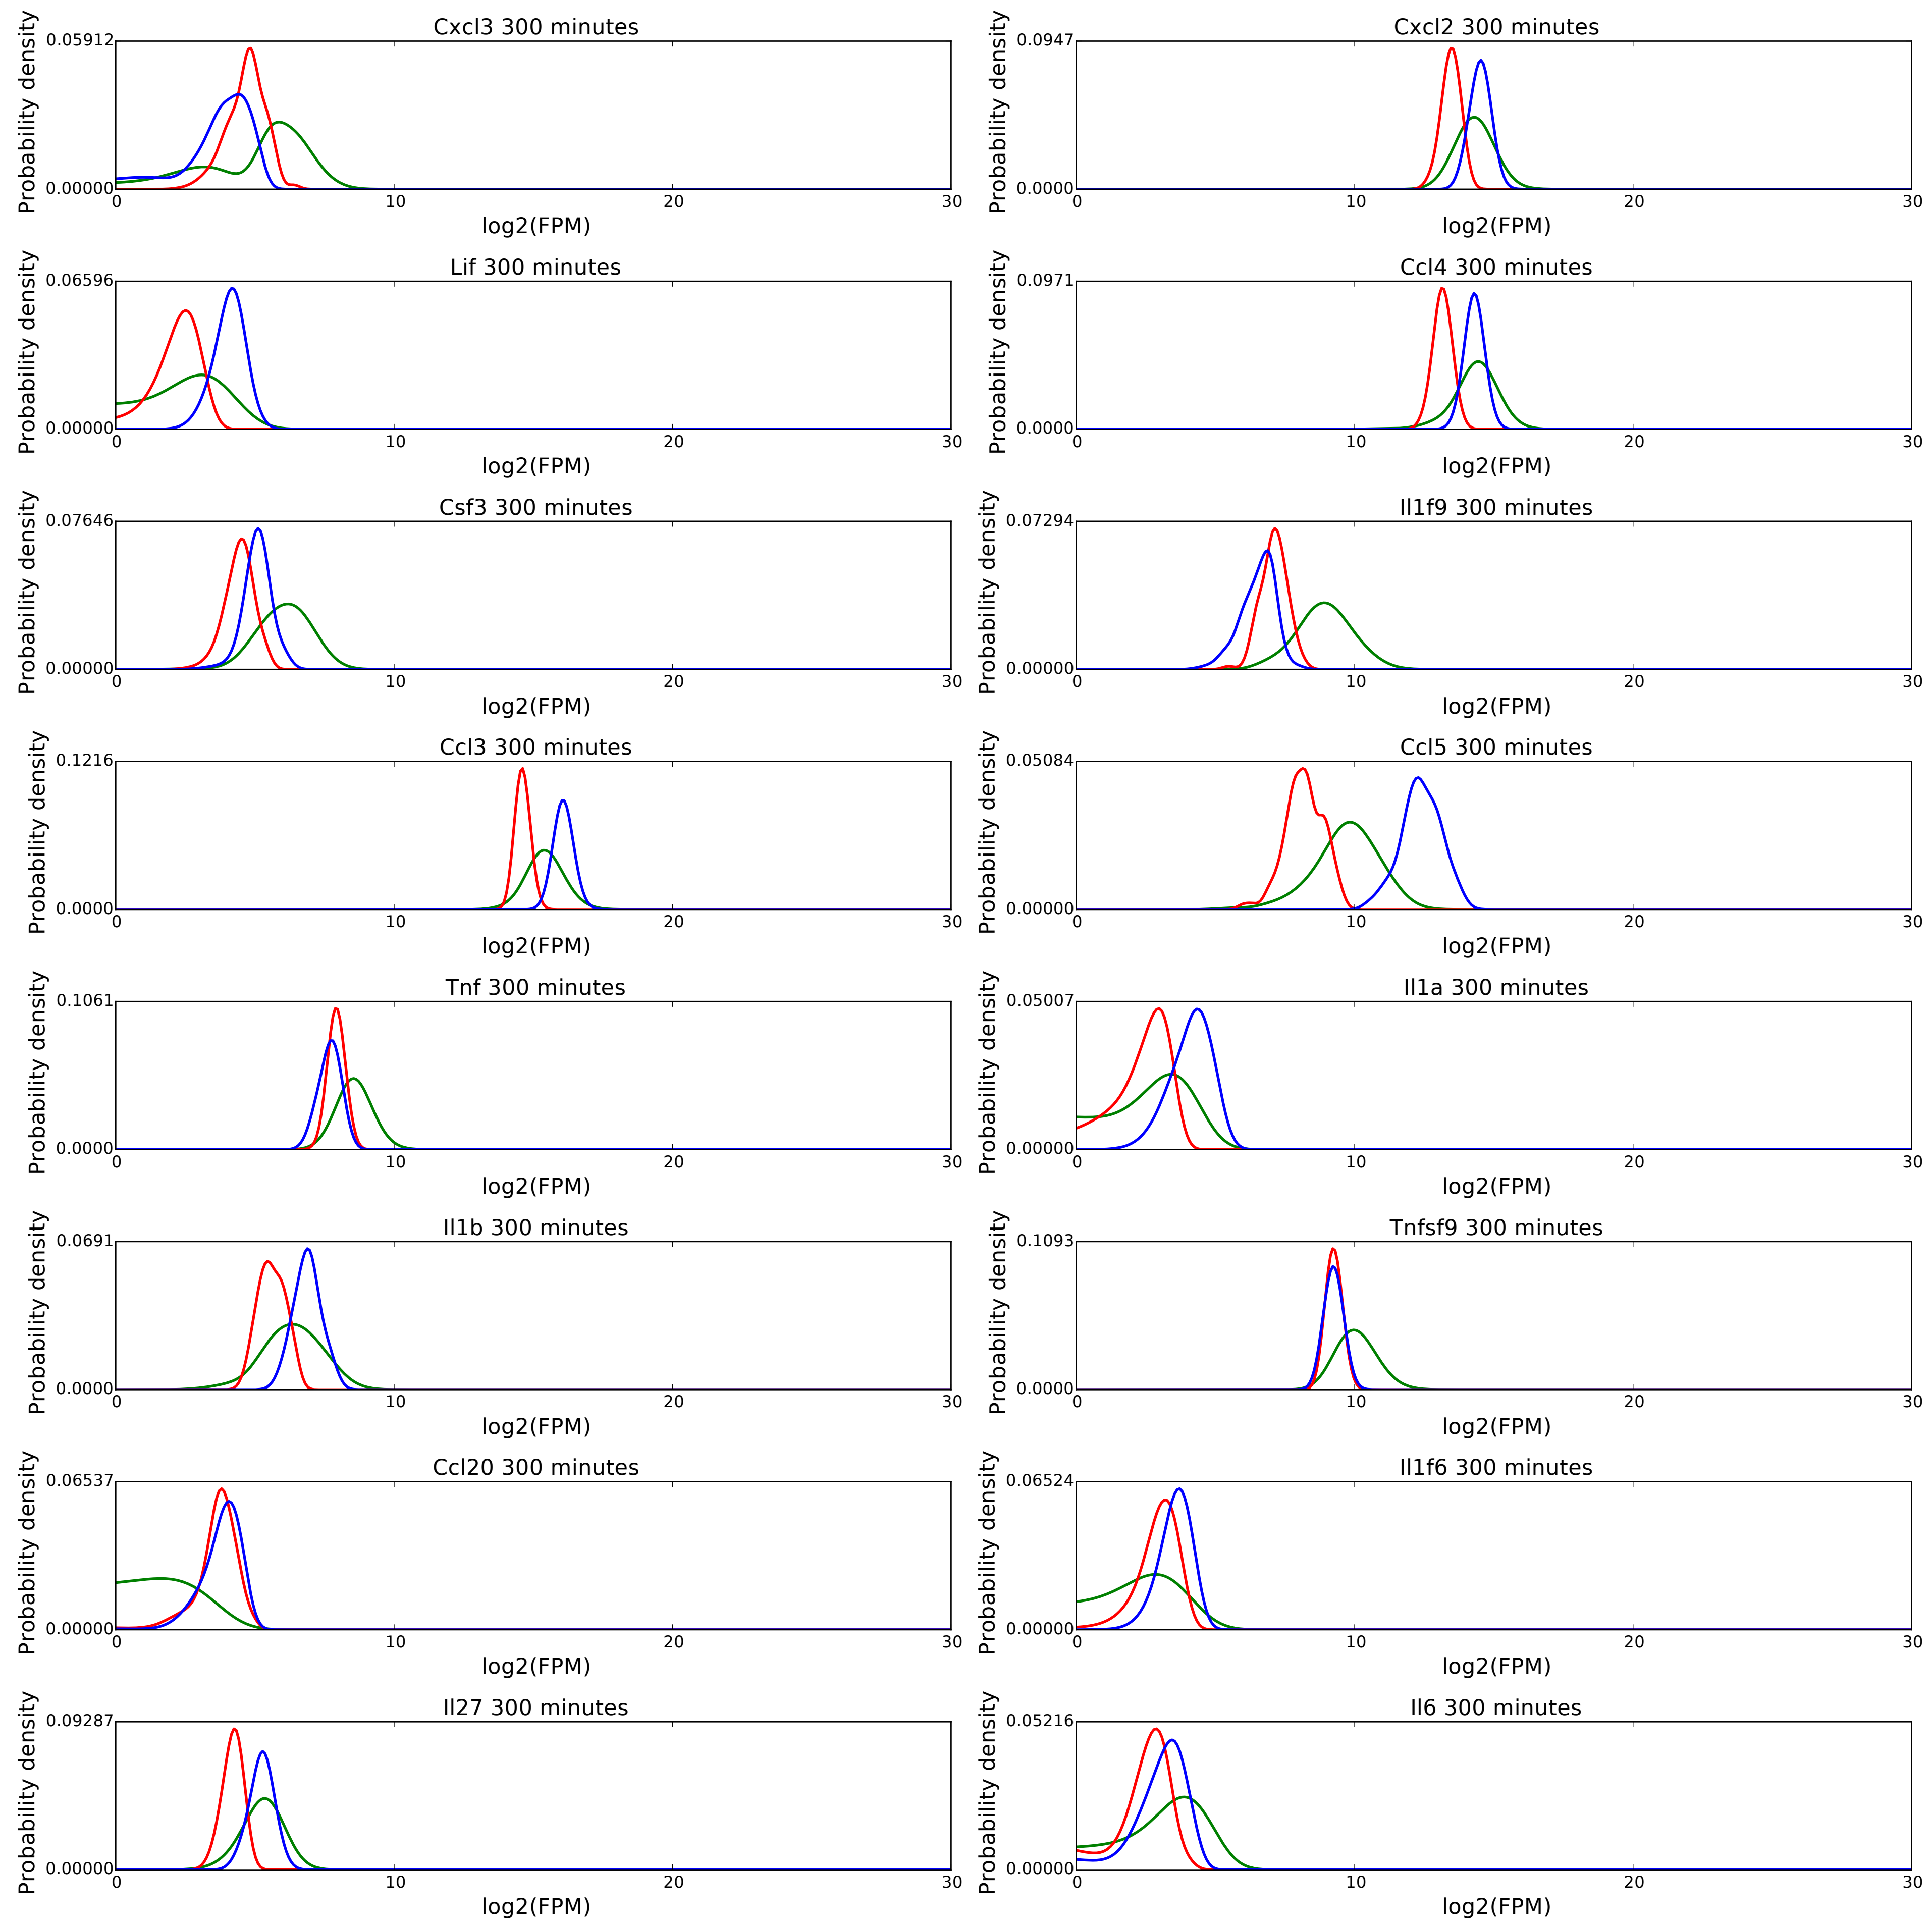 Cxcl3 300 minutes
Probability density
0.05912
0.00000
0 10 20 30
log2(FPM)
Cxcl2 300 minutes
Probability density
0.0947
0.0000
0 10 20 30
log2(FPM)
Lif 300 minutes
Probability density
0.06596
0.00000
0 10 20 30
log2(FPM)
Ccl4 300 minutes
Probability density
0.0971
0.0000
0 10 20 30
log2(FPM)
Csf3 300 minutes
Probability density
0.07646
0.00000
0 10 20 30
log2(FPM)
Il1f9 300 minutes
Probability density
0.07294
0.00000
0 10 20 30
log2(FPM)
Ccl3 300 minutes
Probability density
0.1216
0.0000
0 10 20 30
log2(FPM)
Ccl5 300 minutes
Probability density
0.05084
0.00000
0 10 20 30
log2(FPM)
Tnf 300 minutes
Probability density
0.1061
0.0000
0 10 20 30
log2(FPM)
Il1a 300 minutes
Probability density
0.05007
0.00000
0 10 20 30
log2(FPM)
Il1b 300 minutes
Probability density
0.0691
0.0000
0 10 20 30
log2(FPM)
Tnfsf9 300 minutes
Probability density
0.1093
0.0000
0 10 20 30
log2(FPM)
Ccl20 300 minutes
Probability density
0.06537
0.00000
0 10 20 30
log2(FPM)
Il1f6 300 minutes
Probability density
0.06524
0.00000
0 10 20 30
log2(FPM)
Il27 300 minutes
Probability density
0.09287
0.00000
0 10 20 30
log2(FPM)
Il6 300 minutes
Probability density
0.05216
0.00000
0 10 20 30
log2(FPM)